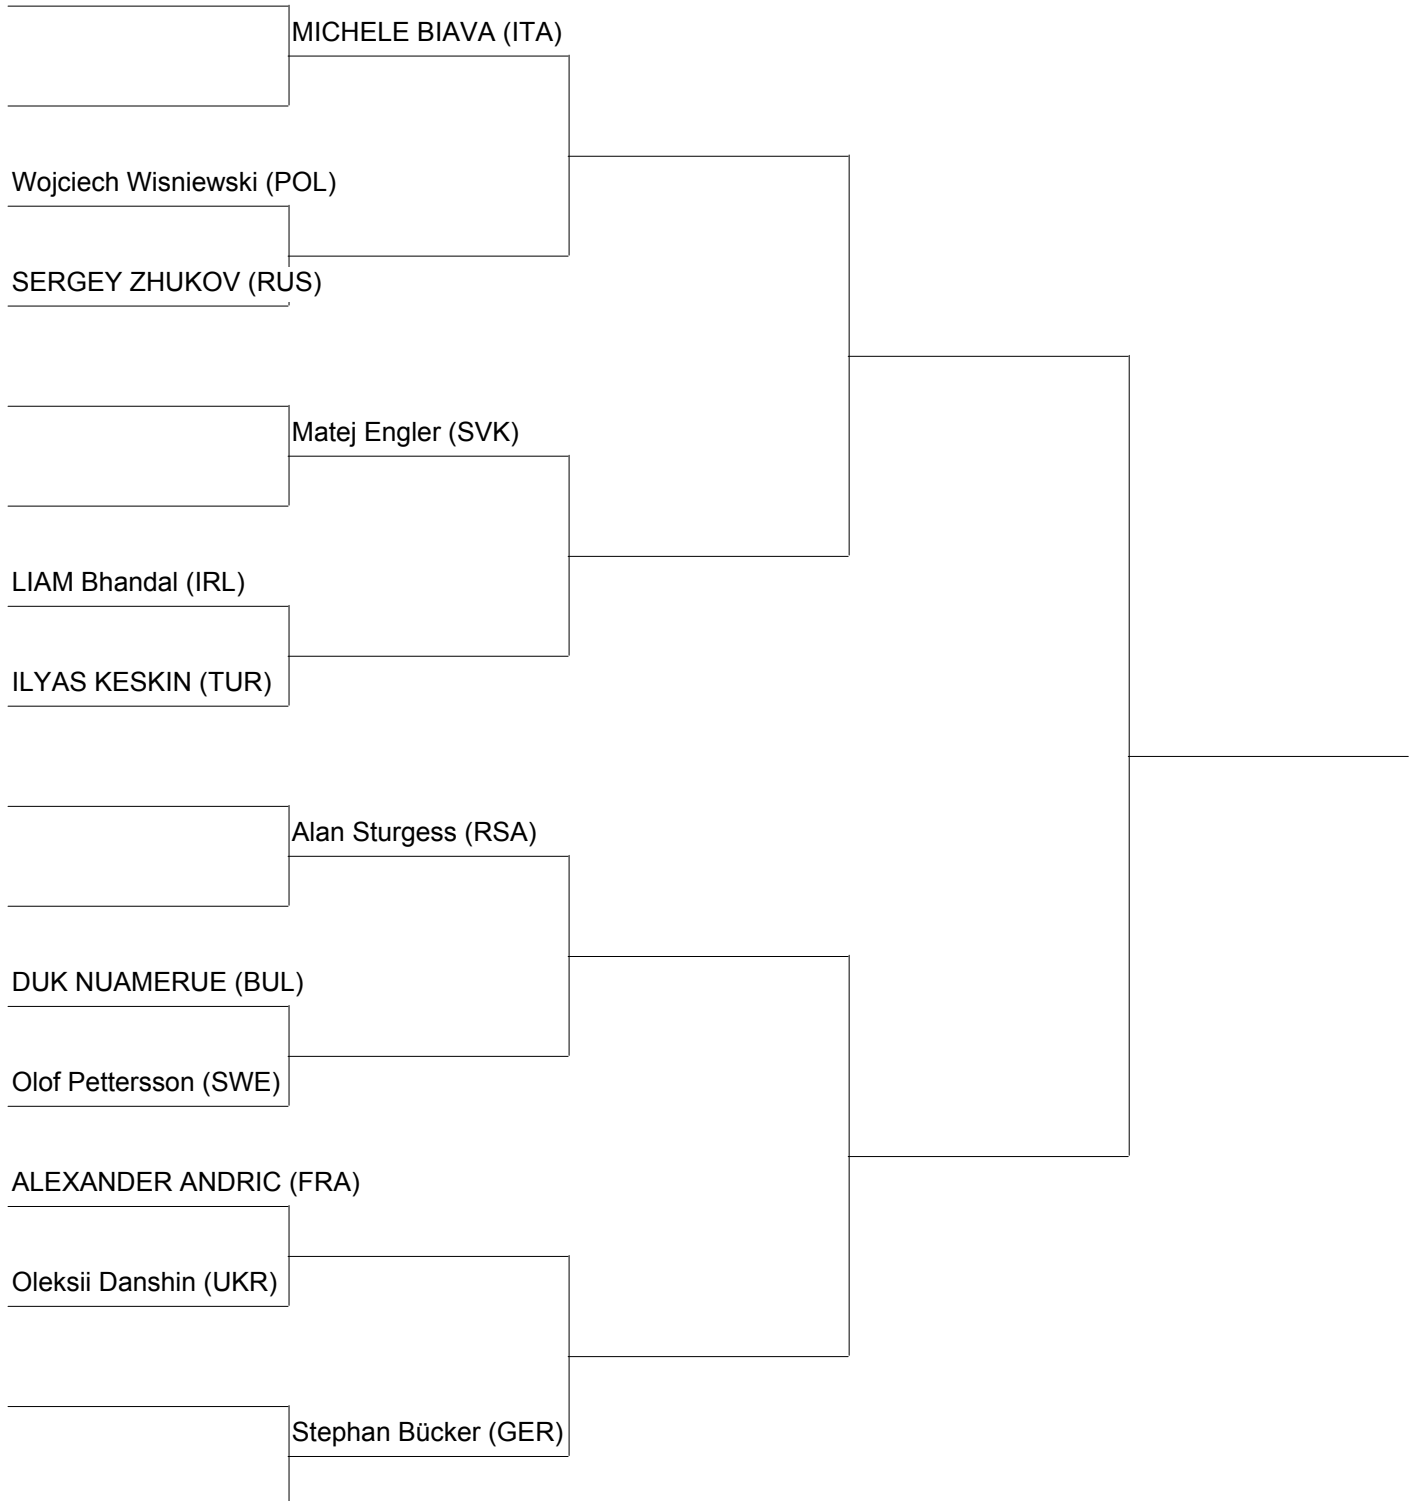 MICHELE BIAVA (ITA)
Wojciech Wisniewski (POL)
SERGEY ZHUKOV (RUS)
Matej Engler (SVK)
LIAM Bhandal (IRL)
ILYAS KESKIN (TUR)
Alan Sturgess (RSA)
DUK NUAMERUE (BUL)
Olof Pettersson (SWE)
ALEXANDER ANDRIC (FRA)
Oleksii Danshin (UKR)
Stephan Bücker (GER)